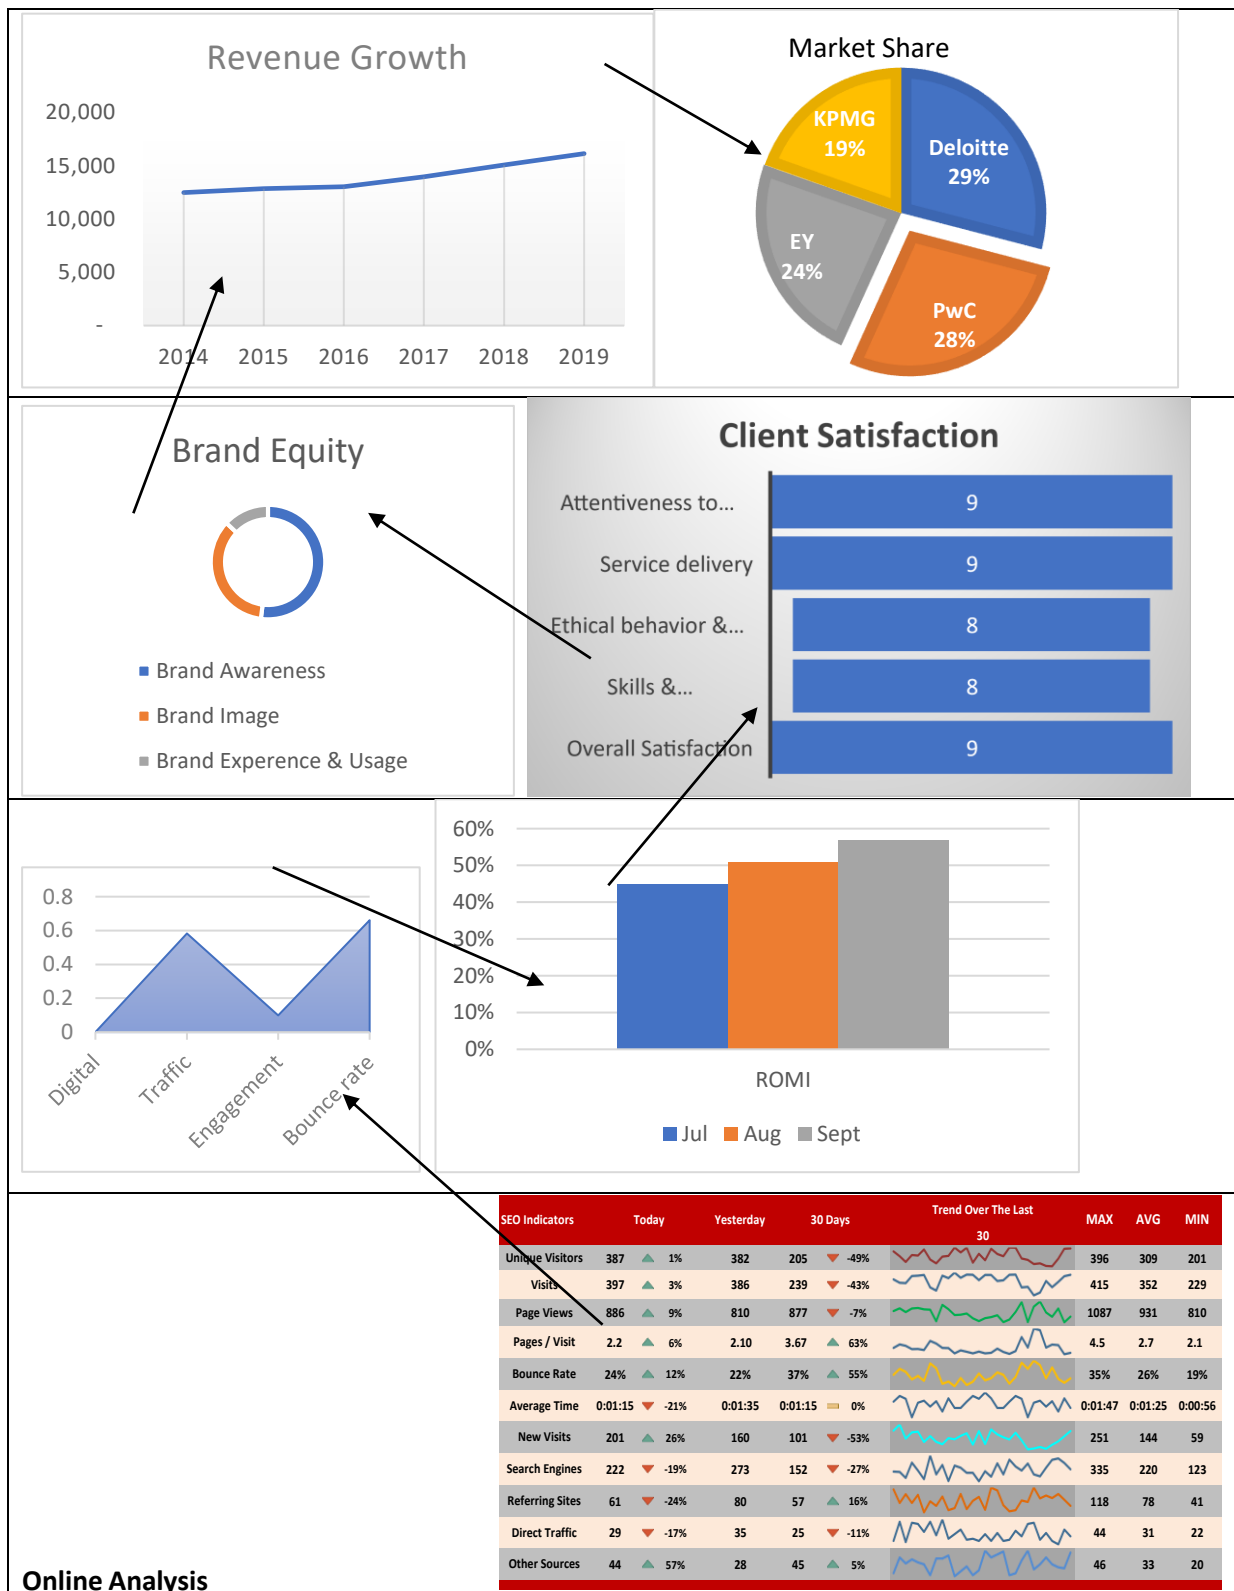 Revenue Growth
20,000
15,000
10,000
5,000
-
2014 2015 2016 2017 2018 2019
Market Share
KPMG
19%
Deloitte
29%
EY
24%
PwC
28%
Brand Equity
Brand Awareness
Brand Image
Brand Experence & Usage
Client Satisfaction
Attentiveness to... 9
Service delivery 9
Ethical behavior &... 8
Skills &... 8
Overall Satisfaction 9
0.8
0.6
0.4
0.2
0
Digital
Traffic
Engagement
Bounce rate
60%
50%
40%
30%
20%
10%
0%
ROMI
Jul Aug Sept
SEO Indicators Today Yesterday 30 Days Trend Over The Last 30 MAX AVG MIN
Unique Visitors 387 1% 382 205 -49% 396 309 201
Visits 397 3% 386 239 -43% 415 352 229
Page Views 886 9% 810 877 -7% 1087 931 810
Pages / Visit 2.2 6% 2.10 3.67 63% 4.5 2.7 2.1
Bounce Rate 24% 12% 22% 37% 55% 35% 26% 19%
Average Time 0:01:15 -21% 0:01:35 0:01:15 0% 0:01:47 0:01:25 0:00:56
New Visits 201 26% 160 101 -53% 251 144 59
Search Engines 222 -19% 273 152 -27% 335 220 123
Referring Sites 61 -24% 80 57 16% 118 78 41
Direct Traffic 29 -17% 35 25 -11% 44 31 22
Other Sources 44 57% 28 45 5% 46 33 20
Online Analysis